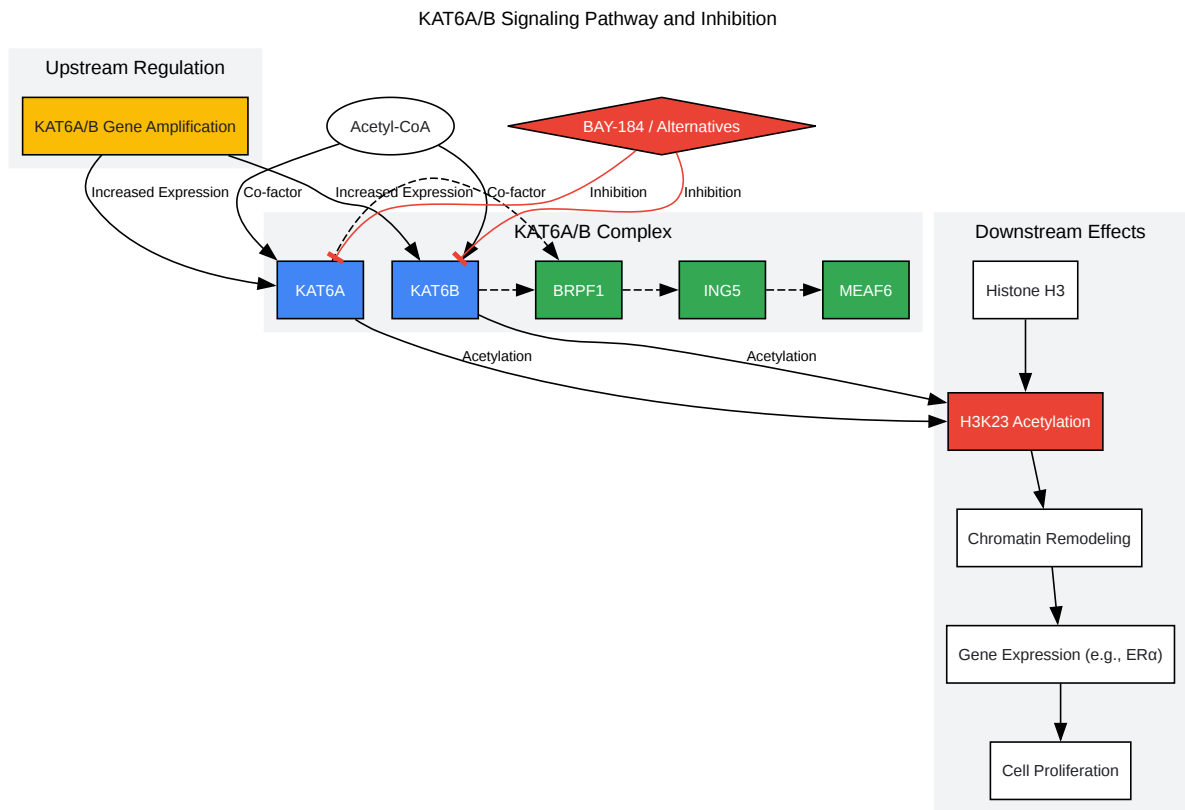 KAT6A/B Signaling Pathway and Inhibition
Upstream Regulation
KAT6A/B Gene Amplification
Acetyl-CoA
BAY-184 / Alternatives
Increased Expression
Co-factor
Increased Expression
Co-factor
Inhibition
Inhibition
KAT6A/B Complex
Downstream Effects
KAT6A
KAT6B
BRPF1
ING5
MEAF6
Histone H3
Acetylation
Acetylation
H3K23 Acetylation
Chromatin Remodeling
Gene Expression (e.g., ERα)
Cell Proliferation